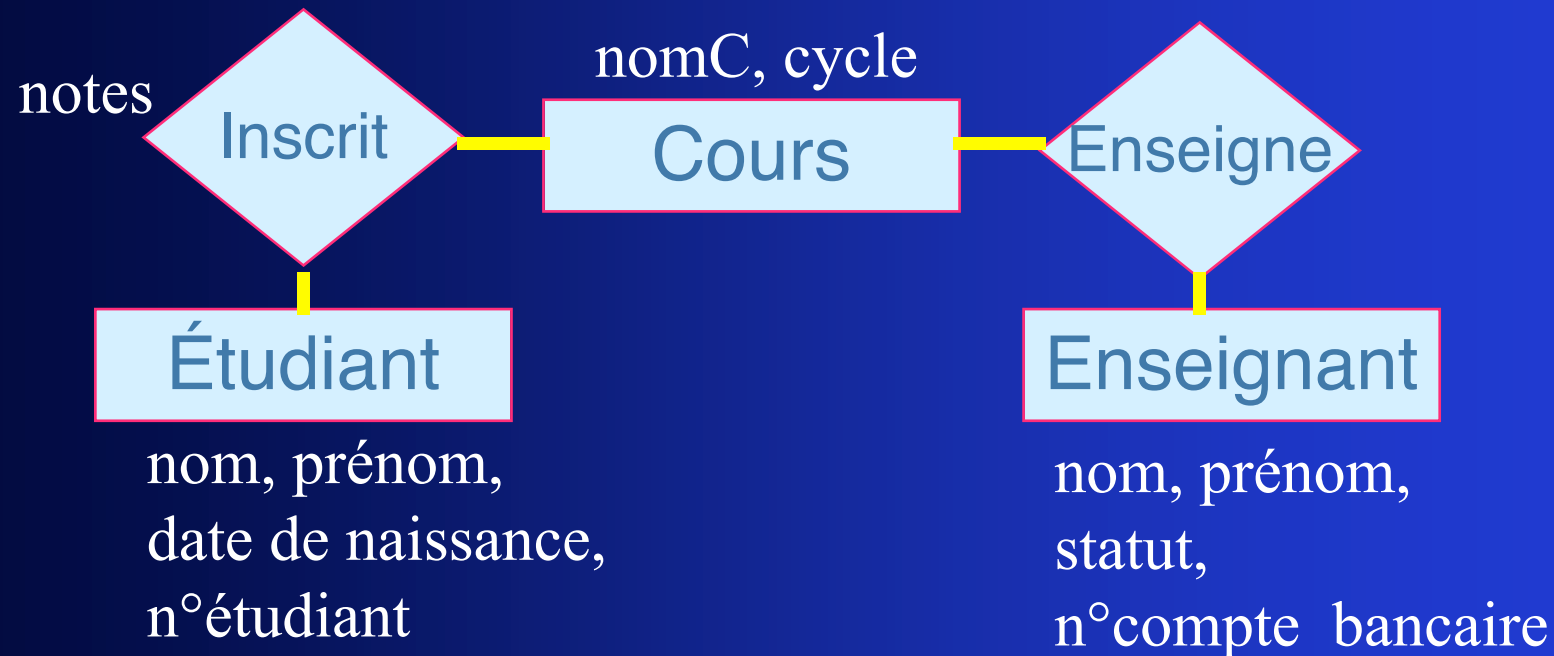 nomC, cycle
notes
Inscrit
Cours
Enseigne
Étudiant
Enseignant
nom, prénom,
date de naissance,
n°étudiant
nom, prénom,
statut,
n°compte bancaire